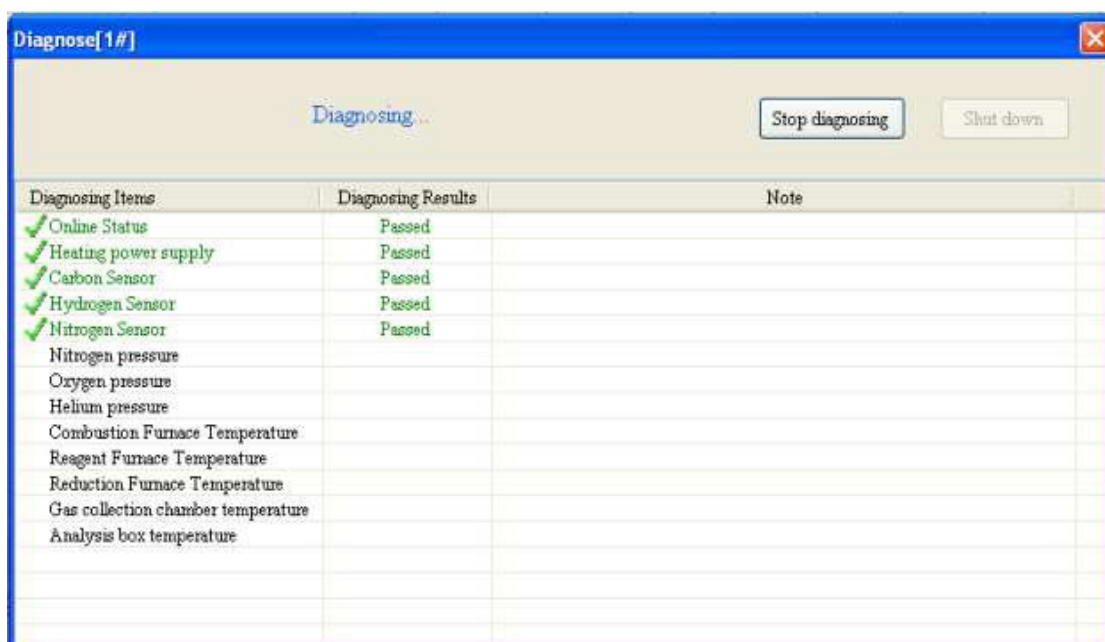 Diagnose[1#]
Diagnosing...
Stop diagnosing
Shut down
Diagnosing Items Diagnosing Results Note
Online Status Passed
Heating power supply Passed
Carbon Sensor Passed
Hydrogen Sensor Passed
Nitrogen Sensor Passed
Nitrogen pressure
Oxygen pressure
Helium pressure
Combustion Furnace Temperature
Reagent Furnace Temperature
Reduction Furnace Temperature
Gas collection chamber temperature
Analysis box temperature